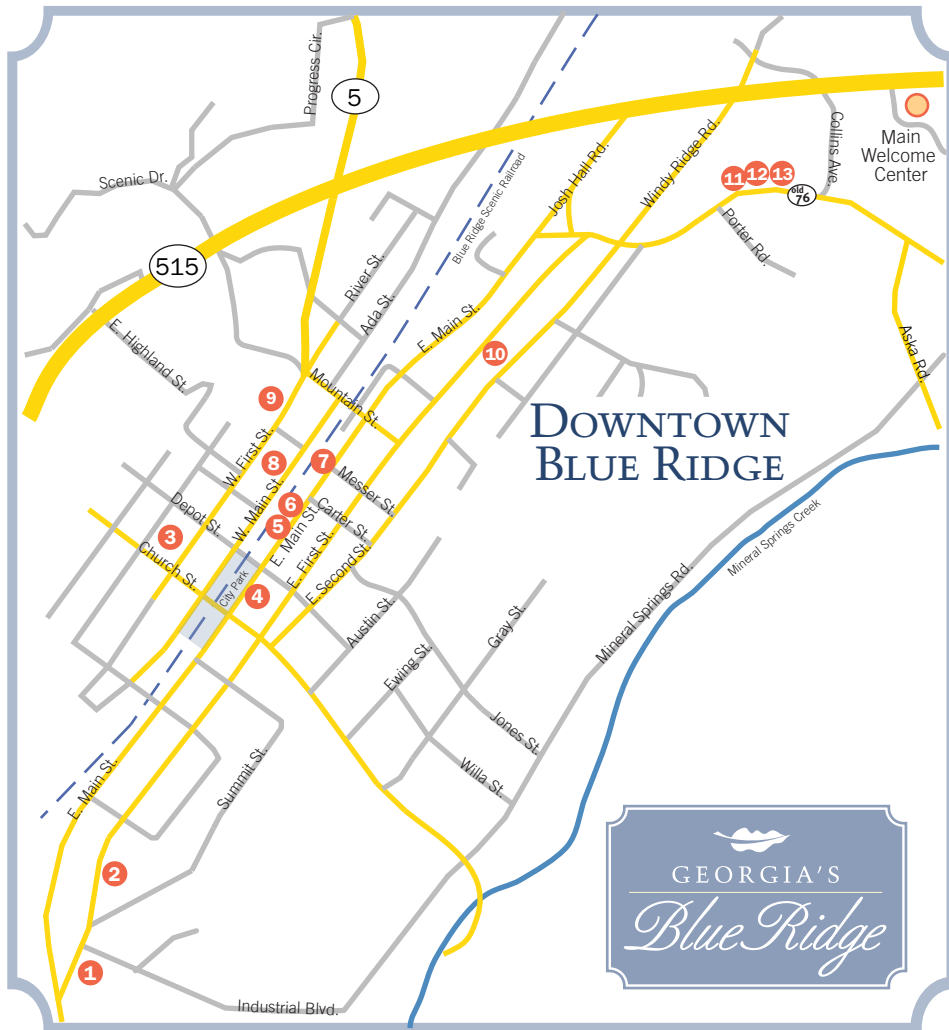 Progress Cir.
5
Scenic Dr.
515
Blue Ridge Scenic Railroad
Josh Hall Rd.
Windy Ridge Rd.
Collins Ave.
Main
Welcome
Center
11
12
13
old
76
Porter Rd.
River St.
Ada St.
E. Main St.
E. Highland St.
10
Aska Rd.
9
Mountain St.
DOWNTOWN
BLUE RIDGE
W. First St.
8
7
Messer St.
W. Main St.
6
Carter St.
Depot St.
5
E. Main St.
3
E. First St.
Church St.
E. Second St.
City Park
4
Mineral Springs Creek
Austin St.
Gray St.
Mineral Springs Rd.
Ewing St.
Jones St.
Willa St.
E. Main St.
Summit St.
2
1
Industrial Blvd.
GEORGIA'S
Blue Ridge